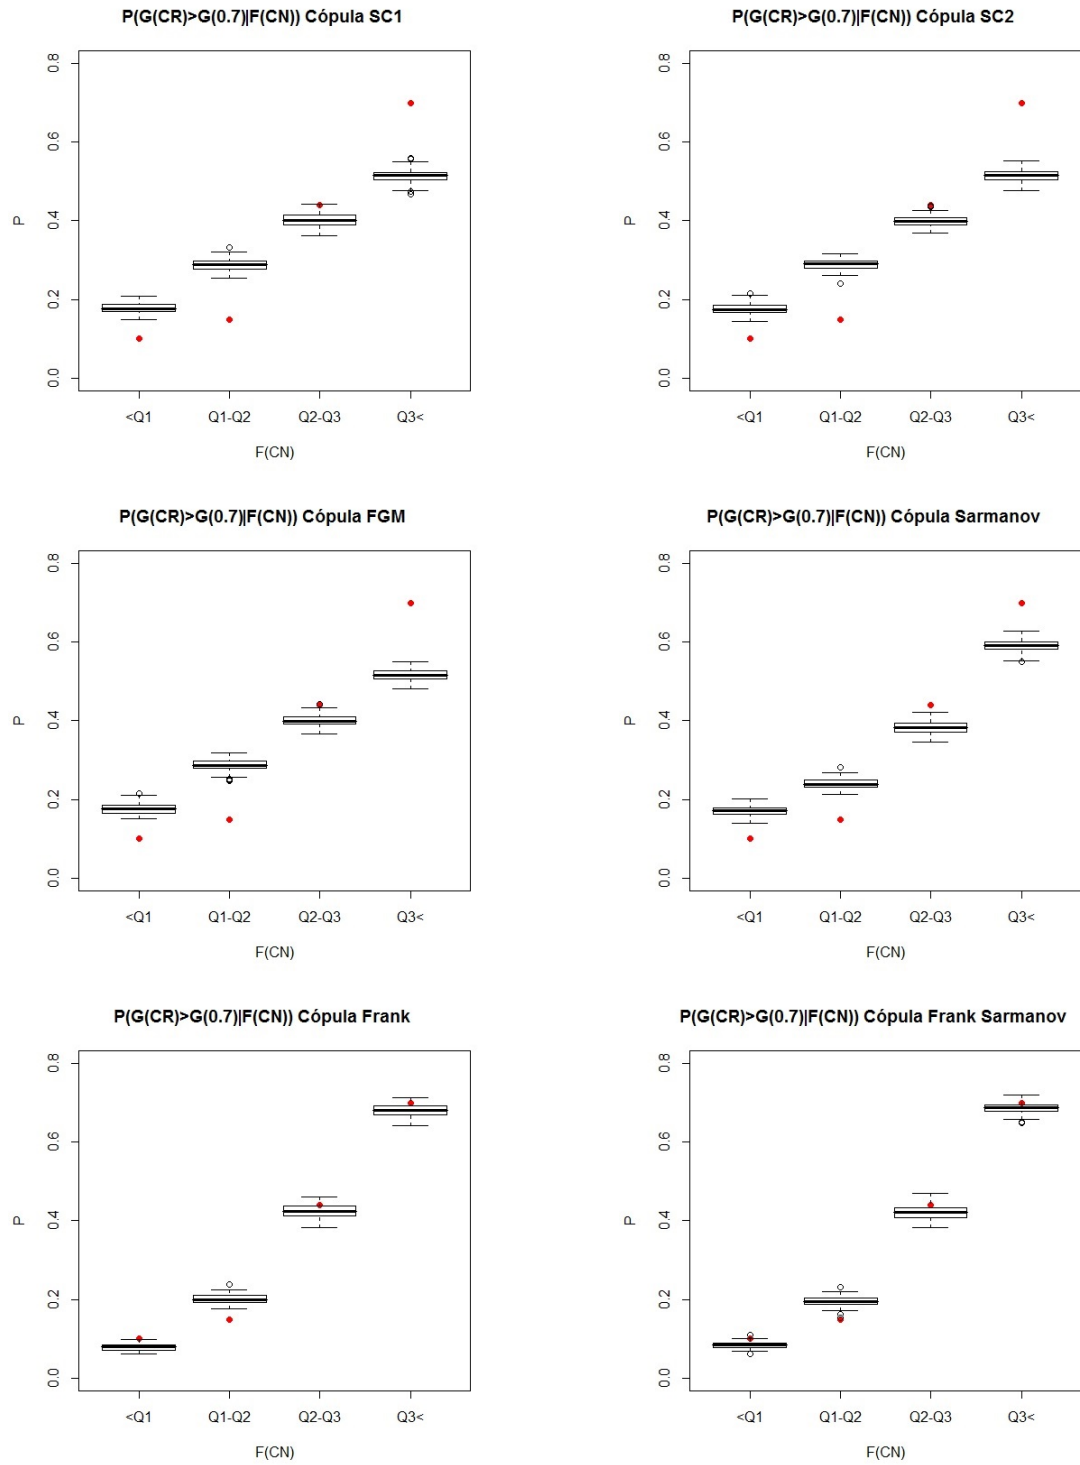 P(G(CR)>G(0.7)|F(CN)) Cópula SC1
P
0.8
0.6
0.4
0.2
0.0
<Q1 Q1-Q2 Q2-Q3 Q3<
F(CN)
P(G(CR)>G(0.7)|F(CN)) Cópula SC2
P
0.8
0.6
0.4
0.2
0.0
<Q1 Q1-Q2 Q2-Q3 Q3<
F(CN)
P(G(CR)>G(0.7)|F(CN)) Cópula FGM
P
0.8
0.6
0.4
0.2
0.0
<Q1 Q1-Q2 Q2-Q3 Q3<
F(CN)
P(G(CR)>G(0.7)|F(CN)) Cópula Sarmanov
P
0.8
0.6
0.4
0.2
0.0
<Q1 Q1-Q2 Q2-Q3 Q3<
F(CN)
P(G(CR)>G(0.7)|F(CN)) Cópula Frank
P
0.8
0.6
0.4
0.2
0.0
<Q1 Q1-Q2 Q2-Q3 Q3<
F(CN)
P(G(CR)>G(0.7)|F(CN)) Cópula Frank Sarmanov
P
0.8
0.6
0.4
0.2
0.0
<Q1 Q1-Q2 Q2-Q3 Q3<
F(CN)